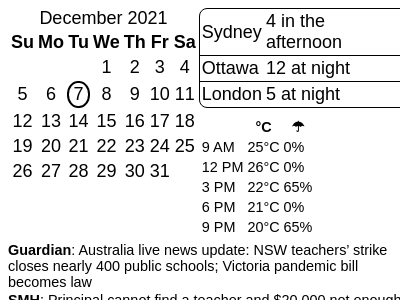 December 2021
Su Mo Tu We Th Fr Sa
1 2 3 4
5 6 7 8 9 10 11
12 13 14 15 16 17 18
19 20 21 22 23 24 25
26 27 28 29 30 31
Sydney 4 in the
afternoon
Ottawa 12 at night
London 5 at night
°C ☂
9 AM 25°C 0%
12 PM 26°C 0%
3 PM 22°C 65%
6 PM 21°C 0%
9 PM 20°C 65%
Guardian: Australia live news update: NSW teachers’ strike
closes nearly 400 public schools; Victoria pandemic bill
becomes law
SMH: Principal cannot find a teacher and $20,000 not enough